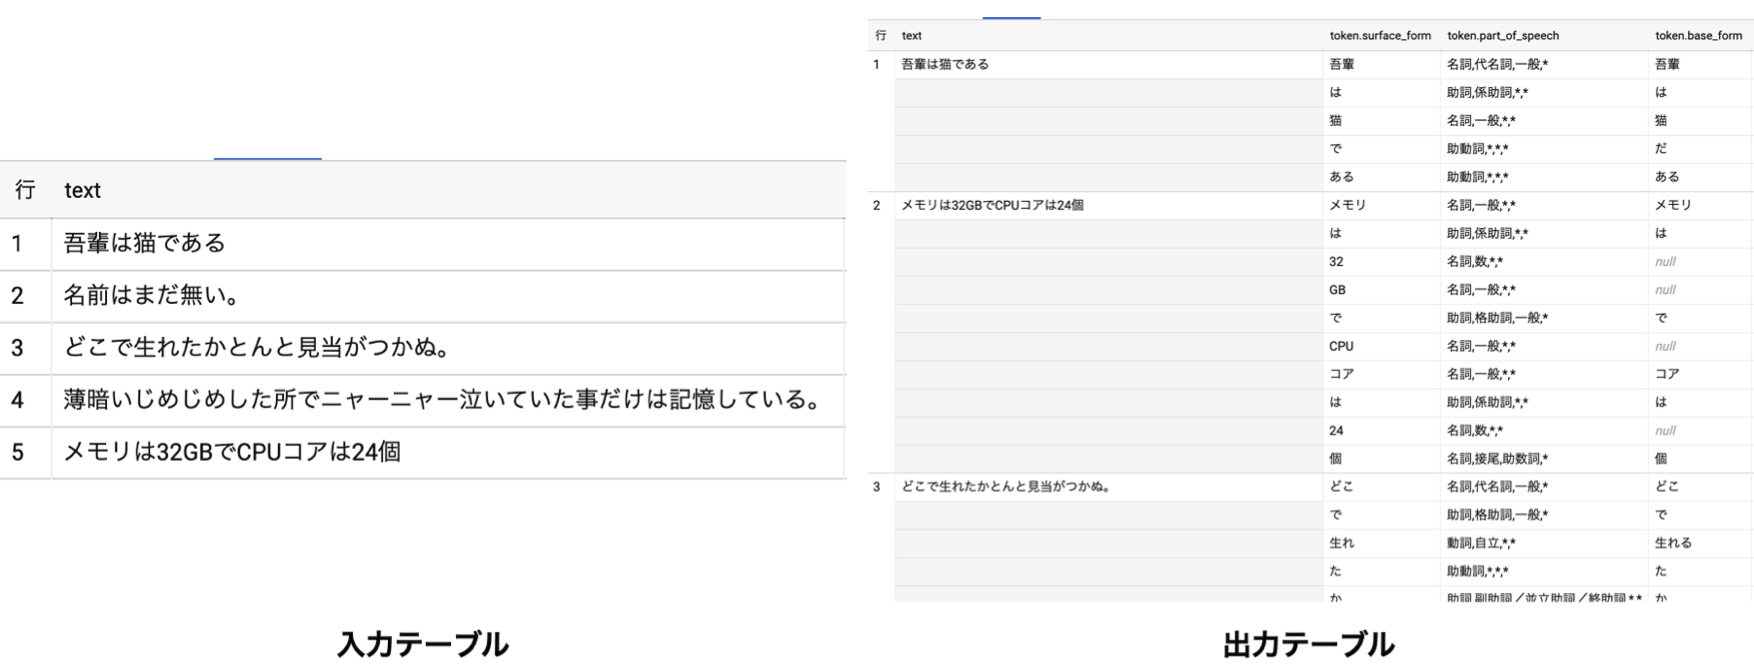 行 text
1 吾輩は猫である
2 名前はまだ無い。
3 どこで生れたかとんと見当がつかぬ。
4 薄暗いじめじめした所でニャーニャー泣いていた事だけは記憶している。
5 メモリは32GBでCPUコアは24個
入力テーブル
行 text token.surface_form token.part_of_speech token.base_form
1 吾輩は猫である 吾輩 名詞,代名詞,一般,* 吾輩
は 助詞,係助詞,*,* は
猫 名詞,一般,*,* 猫
で 助動詞,*,*,* だ
ある 助動詞,*,*,* ある
2 メモリは32GBでCPUコアは24個 メモリ 名詞,一般,*,* メモリ
は 助詞,係助詞,*,* は
32 名詞,数,*,* null
GB 名詞,一般,*,* null
で 助詞,格助詞,一般,* で
CPU 名詞,一般,*,* null
コア 名詞,一般,*,* コア
は 助詞,係助詞,*,* は
24 名詞,数,*,* null
個 名詞,接尾,助数詞,* 個
3 どこで生れたかとんと見当がつかぬ。 どこ 名詞,代名詞,一般,* どこ
で 助詞,格助詞,一般,* で
生れ 動詞,自立,*,* 生れる
た 助動詞,*,*,* た
か 助詞,副助詞／並立助詞／終助詞,*,* か
出力テーブル